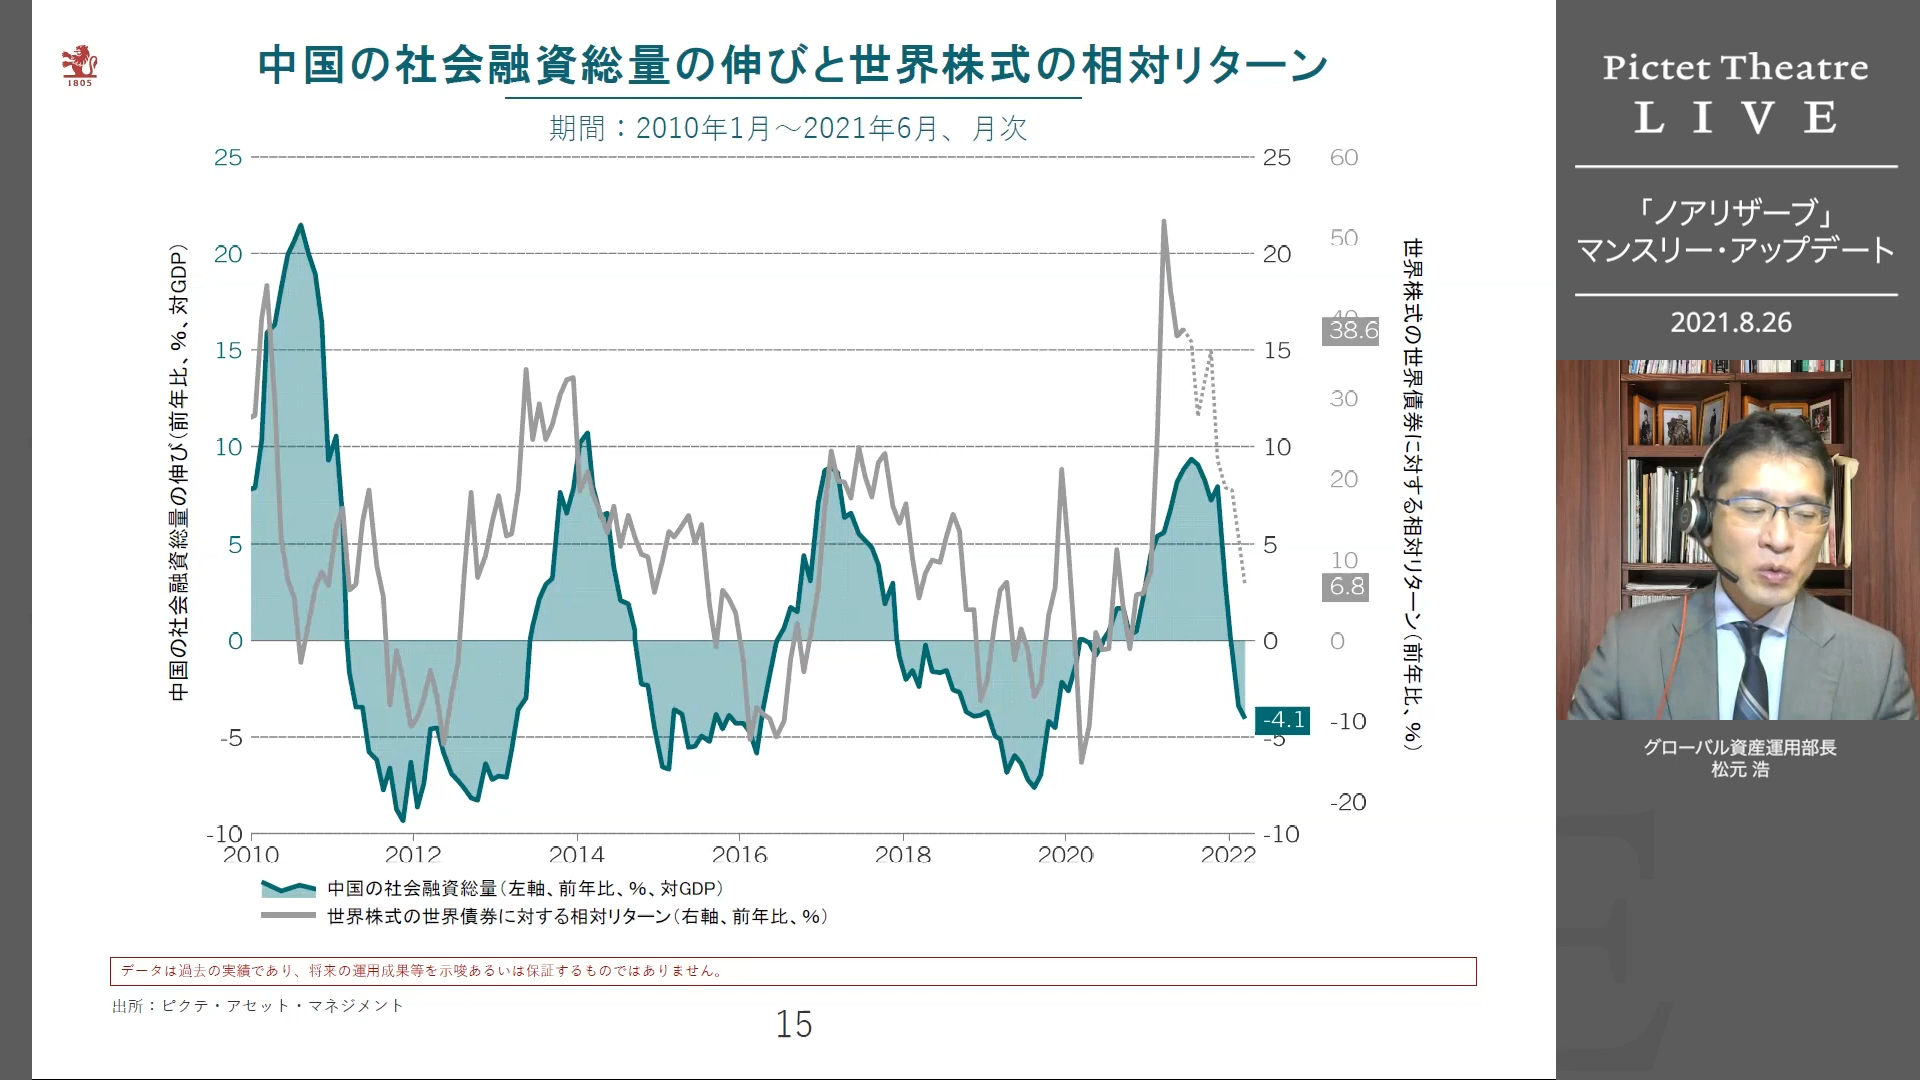 1805
中国の社会融資総量の伸びと世界株式の相対リターン
期間：2010年1月～2021年6月、月次
中国の社会融資総量の伸び（前年比、％、対GDP）
25
20
15
10
5
0
-5
-10
25
20
15
10
5
0
-4.1
-5
-10
60
50
40
38.6
30
20
10
6.8
0
-10
-20
世界株式の世界債券に対する相対リターン（前年比、％）
2010 2012 2014 2016 2018 2020 2022
中国の社会融資総量（左軸、前年比、％、対GDP）
世界株式の世界債券に対する相対リターン（右軸、前年比、％）
データは過去の実績であり、将来の運用成果等を示唆あるいは保証するものではありません。
出所：ピクテ・アセット・マネジメント
15
Pictet Theatre
LIVE
「ノアリザーブ」
マンスリー・アップデート
2021.8.26
グローバル資産運用部長
松元 浩